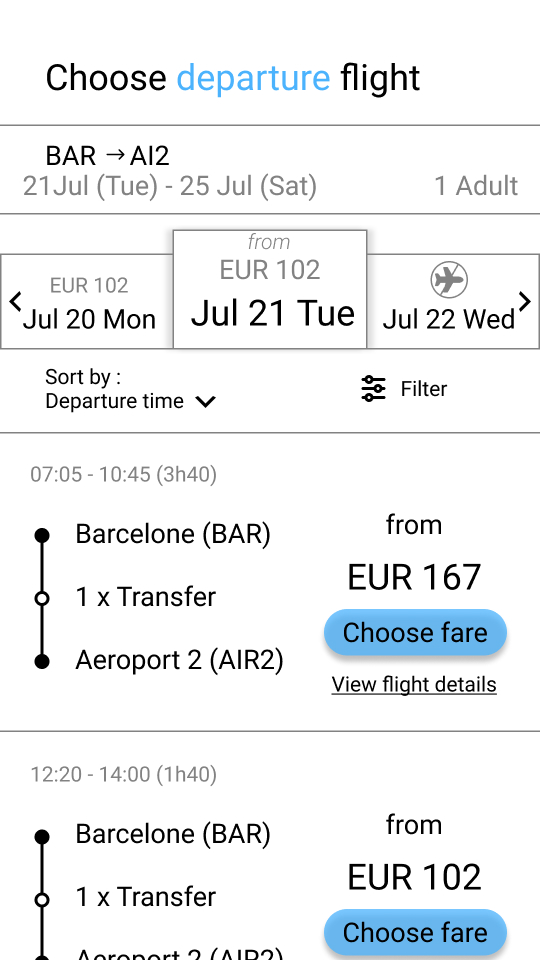 Choose departure flight
BAR → AI2
21Jul (Tue) - 25 Jul (Sat) 1 Adult
from
EUR 102
EUR 102
Jul 20 Mon
Jul 21 Tue
Jul 22 Wed
Sort by :
Departure time
Filter
07:05 - 10:45 (3h40)
Barcelone (BAR)
1 x Transfer
Aeroport 2 (AIR2)
from
EUR 167
Choose fare
View flight details
12:20 - 14:00 (1h40)
Barcelone (BAR)
1 x Transfer
Aeroport 2 (AIR2)
from
EUR 102
Choose fare